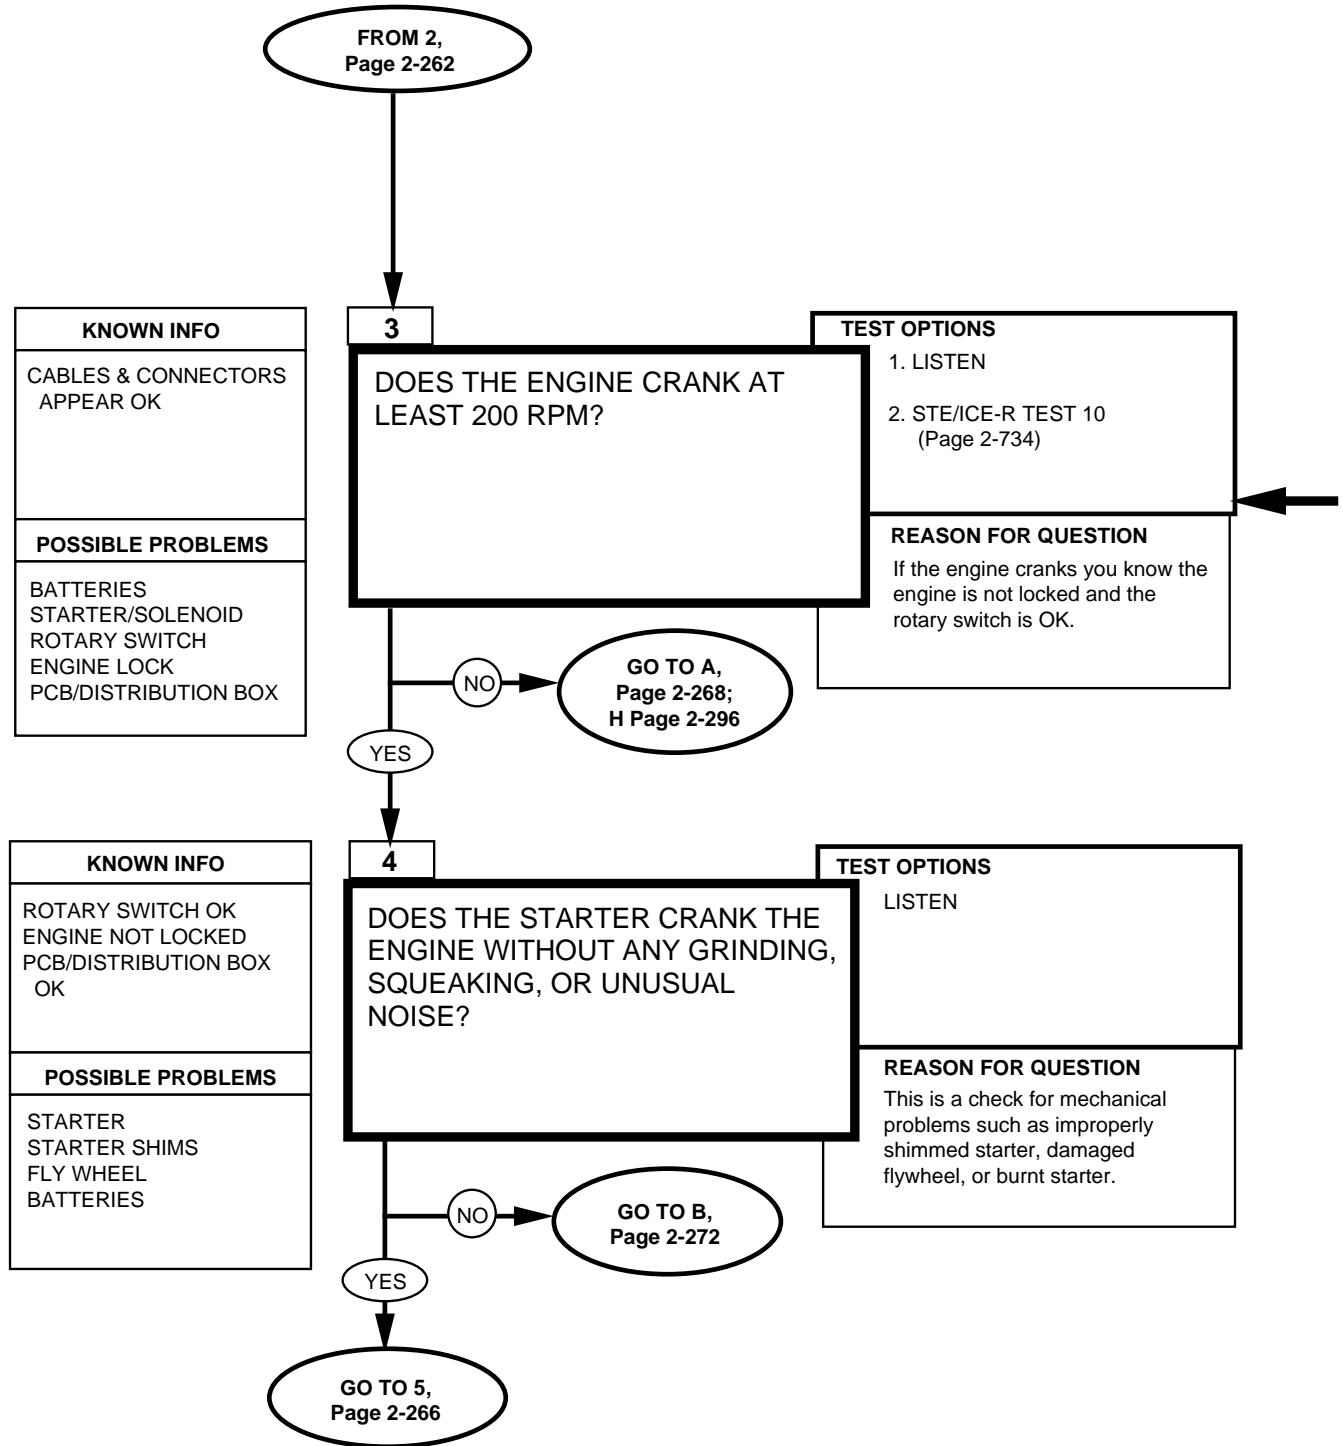 FROM 2,
Page 2-262
KNOWN INFO
CABLES & CONNECTORS
APPEAR OK
POSSIBLE PROBLEMS
BATTERIES
STARTER/SOLENOID
ROTARY SWITCH
ENGINE LOCK
PCB/DISTRIBUTION BOX
3
DOES THE ENGINE CRANK AT
LEAST 200 RPM?
TEST OPTIONS
1. LISTEN
2. STE/ICE-R TEST 10
(Page 2-734)
REASON FOR QUESTION
If the engine cranks you know the
engine is not locked and the
rotary switch is OK.
NO
GO TO A,
Page 2-268;
H Page 2-296
YES
KNOWN INFO
ROTARY SWITCH OK
ENGINE NOT LOCKED
PCB/DISTRIBUTION BOX
OK
POSSIBLE PROBLEMS
STARTER
STARTER SHIMS
FLY WHEEL
BATTERIES
4
DOES THE STARTER CRANK THE
ENGINE WITHOUT ANY GRINDING,
SQUEAKING, OR UNUSUAL
NOISE?
TEST OPTIONS
LISTEN
REASON FOR QUESTION
This is a check for mechanical
problems such as improperly
shimmed starter, damaged
flywheel, or burnt starter.
NO
GO TO B,
Page 2-272
YES
GO TO 5,
Page 2-266